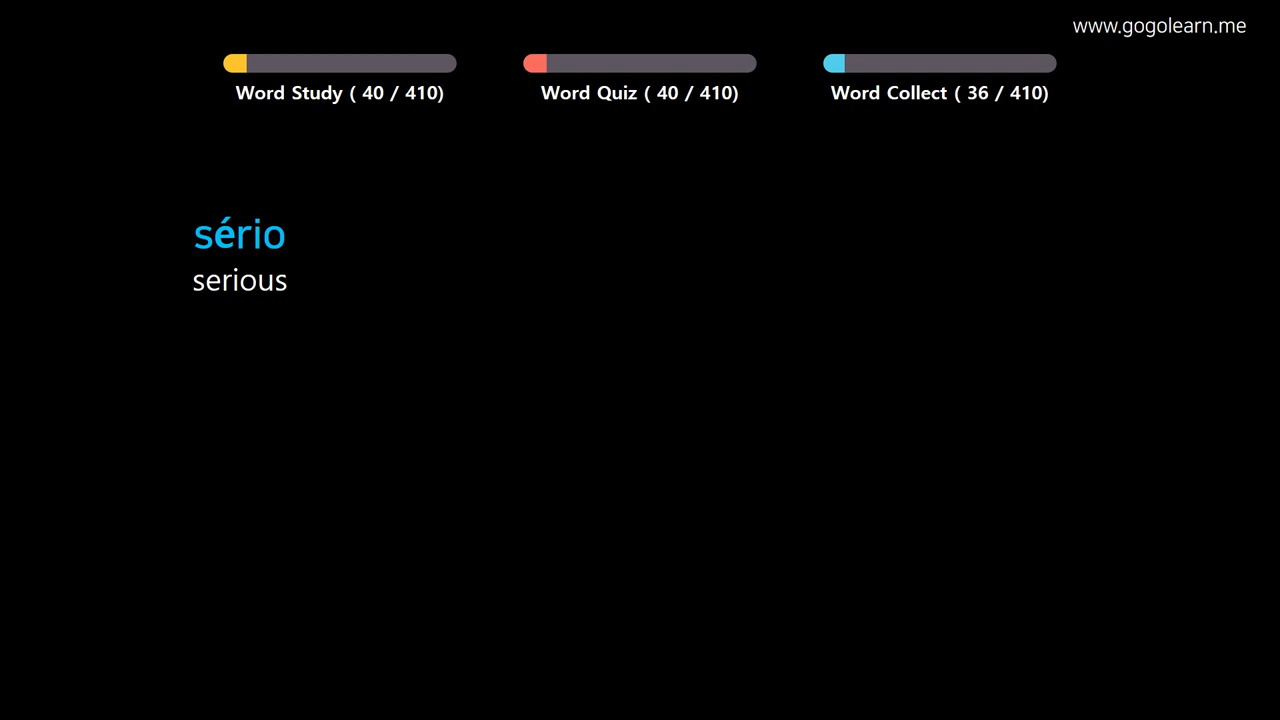 www.gogolearn.me
Word Study ( 40 / 410)
Word Quiz ( 40 / 410)
Word Collect ( 36 / 410)
sério
serious